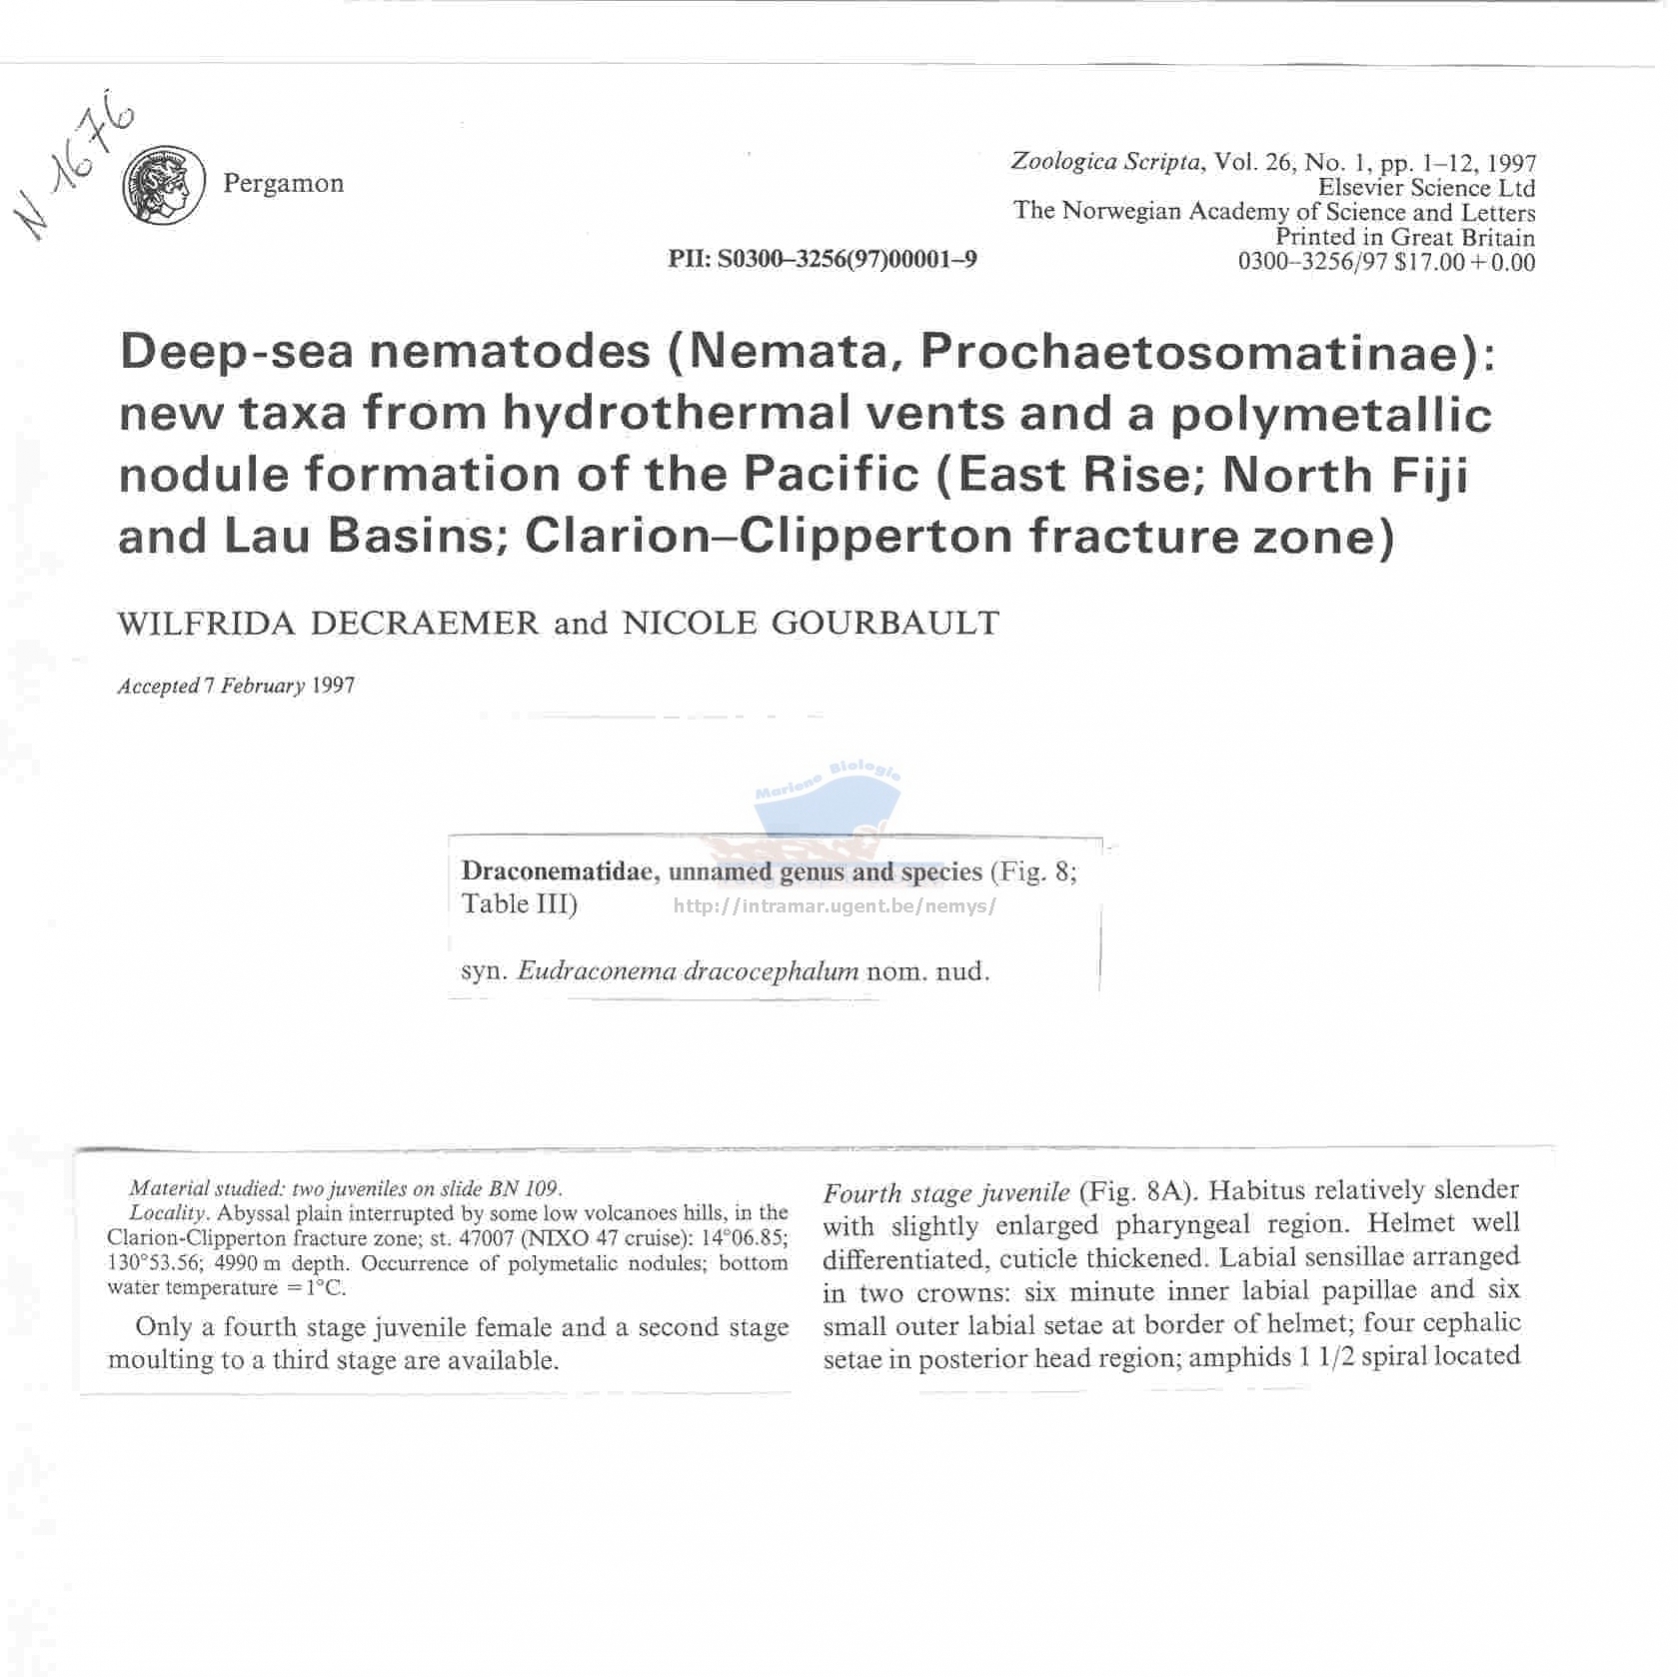 N 1676
Pergamon
Zoologica Scripta, Vol. 26, No. 1, pp. 1–12, 1997
Elsevier Science Ltd
The Norwegian Academy of Science and Letters
Printed in Great Britain
0300–3256/97 $17.00+0.00
PII: S0300–3256(97)00001–9
Deep-sea nematodes (Nemata, Prochaetosomatinae):
new taxa from hydrothermal vents and a polymetallic
nodule formation of the Pacific (East Rise; North Fiji
and Lau Basins; Clarion–Clipperton fracture zone)
WILFRIDA DECRAEMER and NICOLE GOURBAULT
Accepted 7 February 1997
Mariene Biologie
Draconematidae, unnamed genus and species (Fig. 8;
Table III)
http://intramar.ugent.be/nemys/
syn. Eudraconema dracocephalum nom. nud.
Material studied: two juveniles on slide BN 109.
Locality. Abyssal plain interrupted by some low volcanoes hills, in the
Clarion-Clipperton fracture zone; st. 47007 (NIXO 47 cruise): 14°06.85;
130°53.56; 4990 m depth. Occurrence of polymetalic nodules; bottom
water temperature = 1°C.
Only a fourth stage juvenile female and a second stage
moulting to a third stage are available.
Fourth stage juvenile (Fig. 8A). Habitus relatively slender
with slightly enlarged pharyngeal region. Helmet well
differentiated, cuticle thickened. Labial sensillae arranged
in two crowns: six minute inner labial papillae and six
small outer labial setae at border of helmet; four cephalic
setae in posterior head region; amphids 1 1/2 spiral located